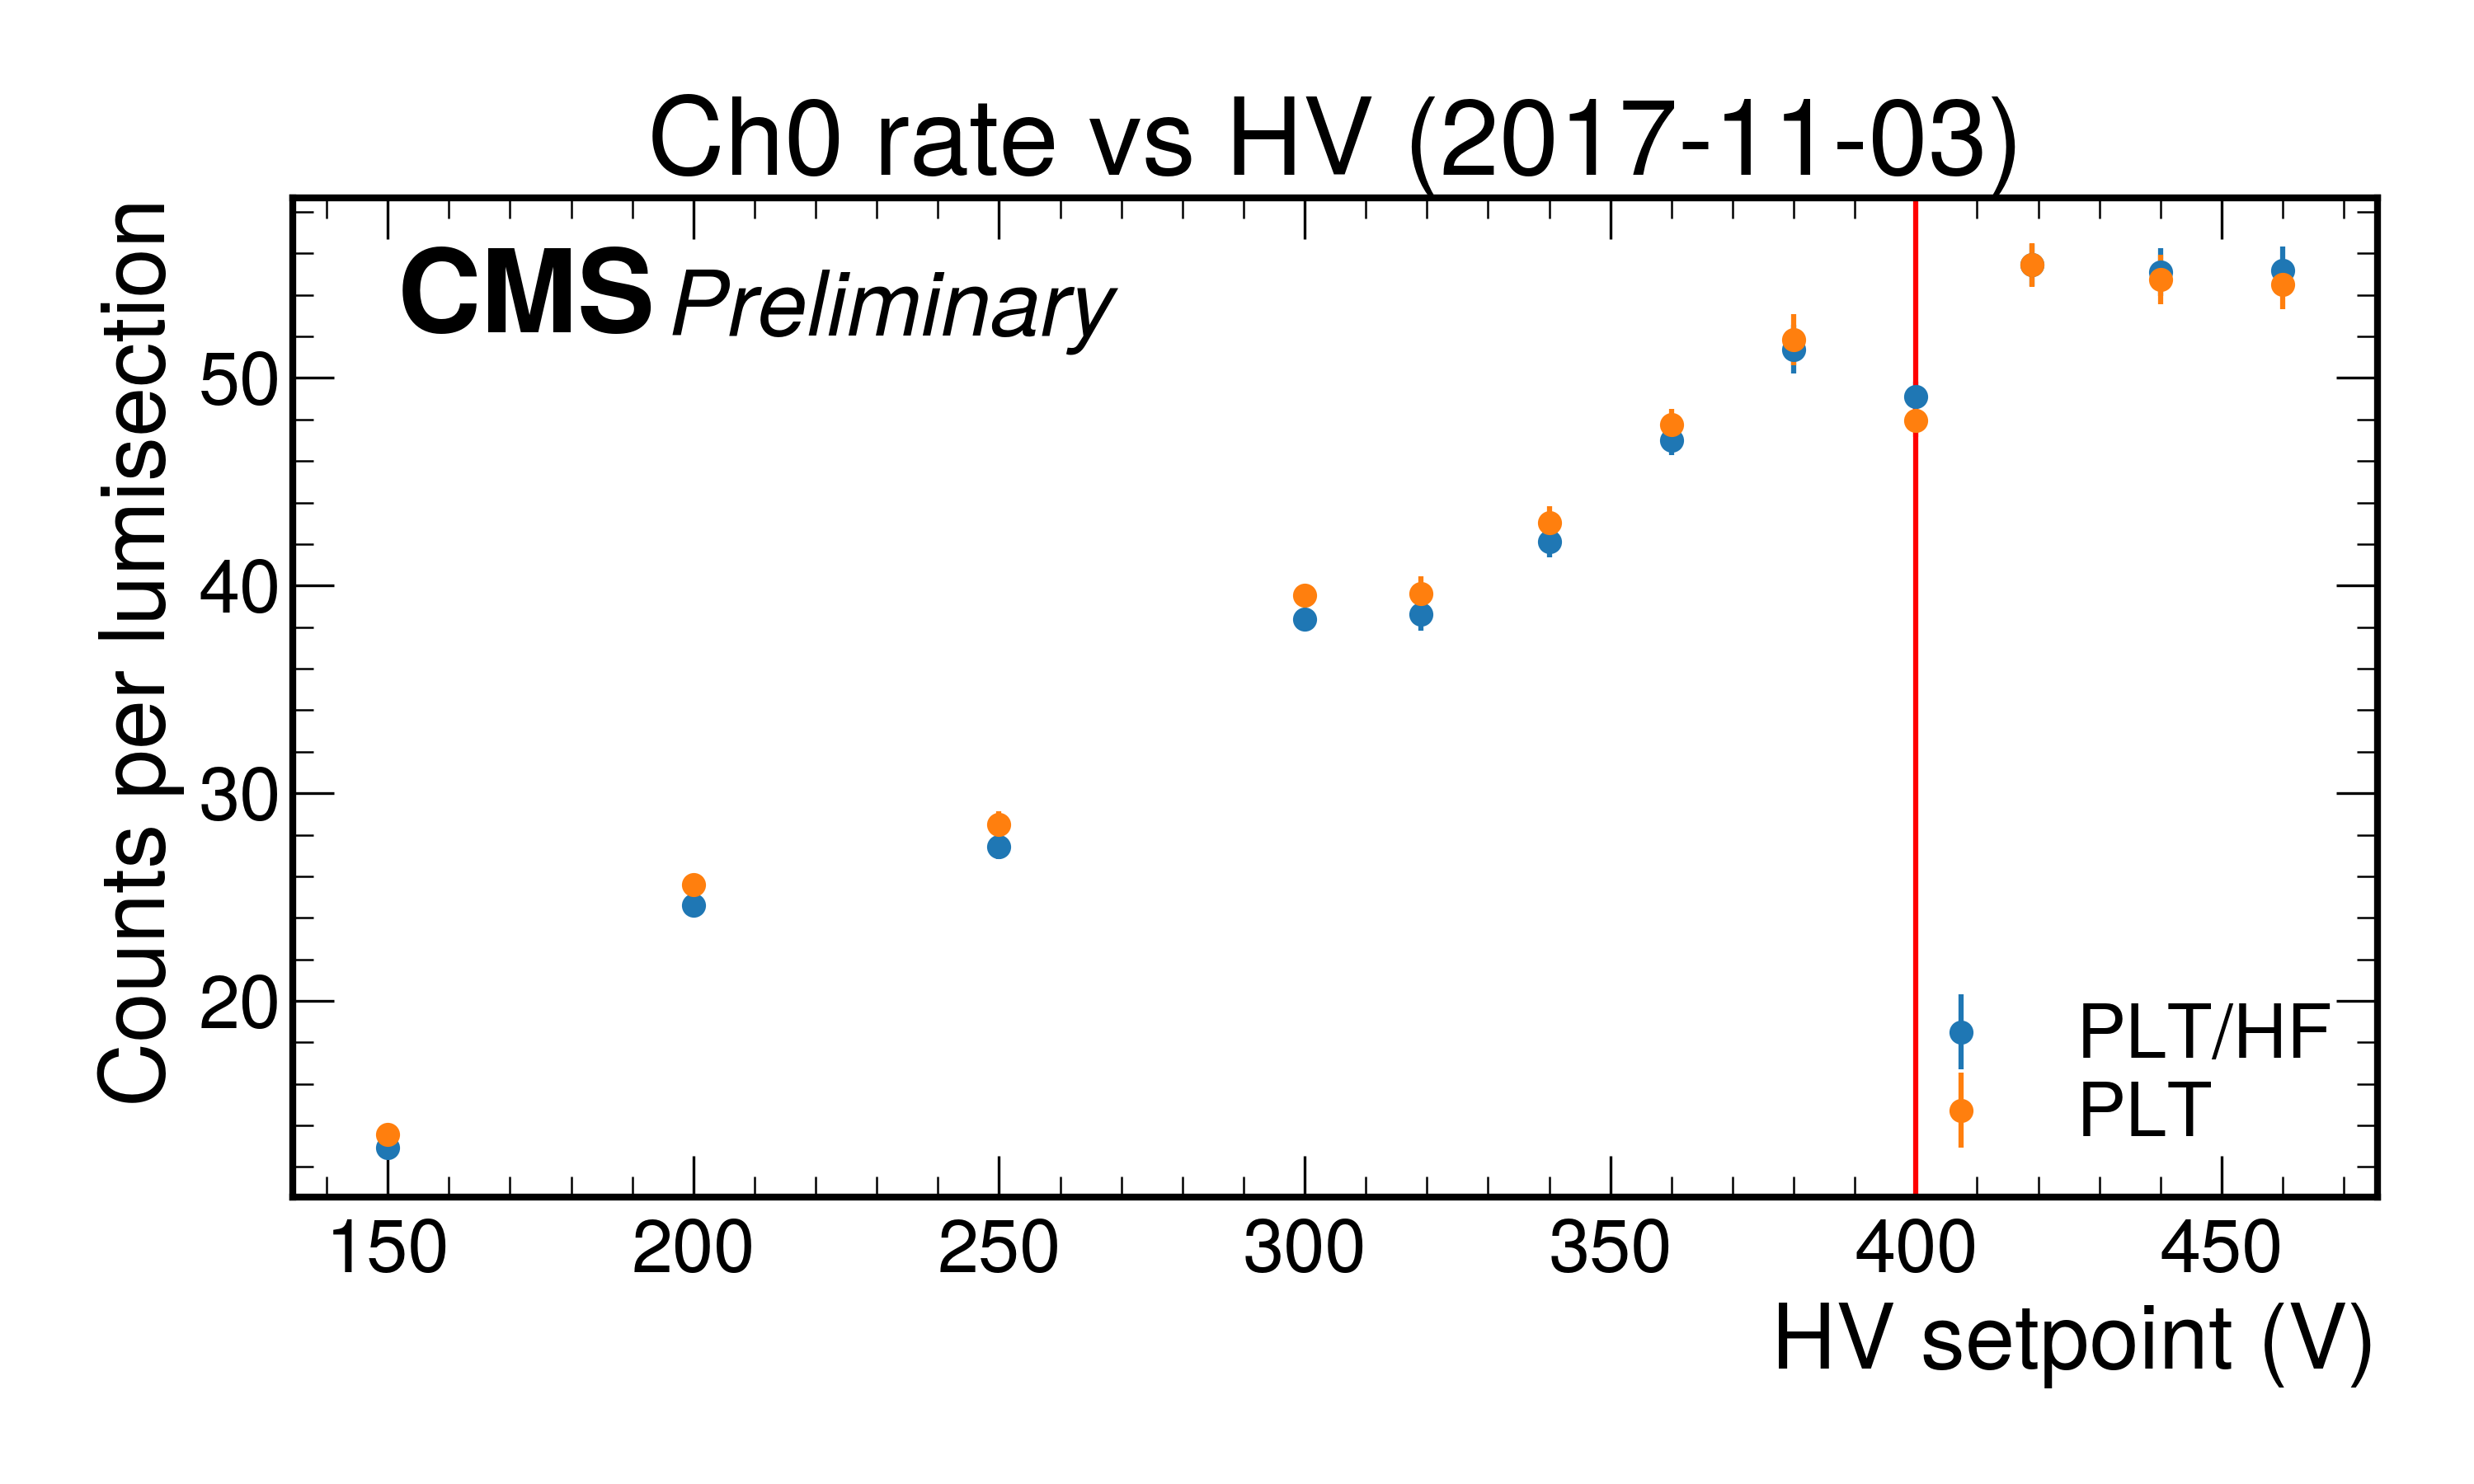 Ch0 rate vs HV (2017-11-03)
CMS Preliminary
Counts per lumisection
50
40
30
20
PLT/HF
PLT
150 200 250 300 350 400 450
HV setpoint (V)